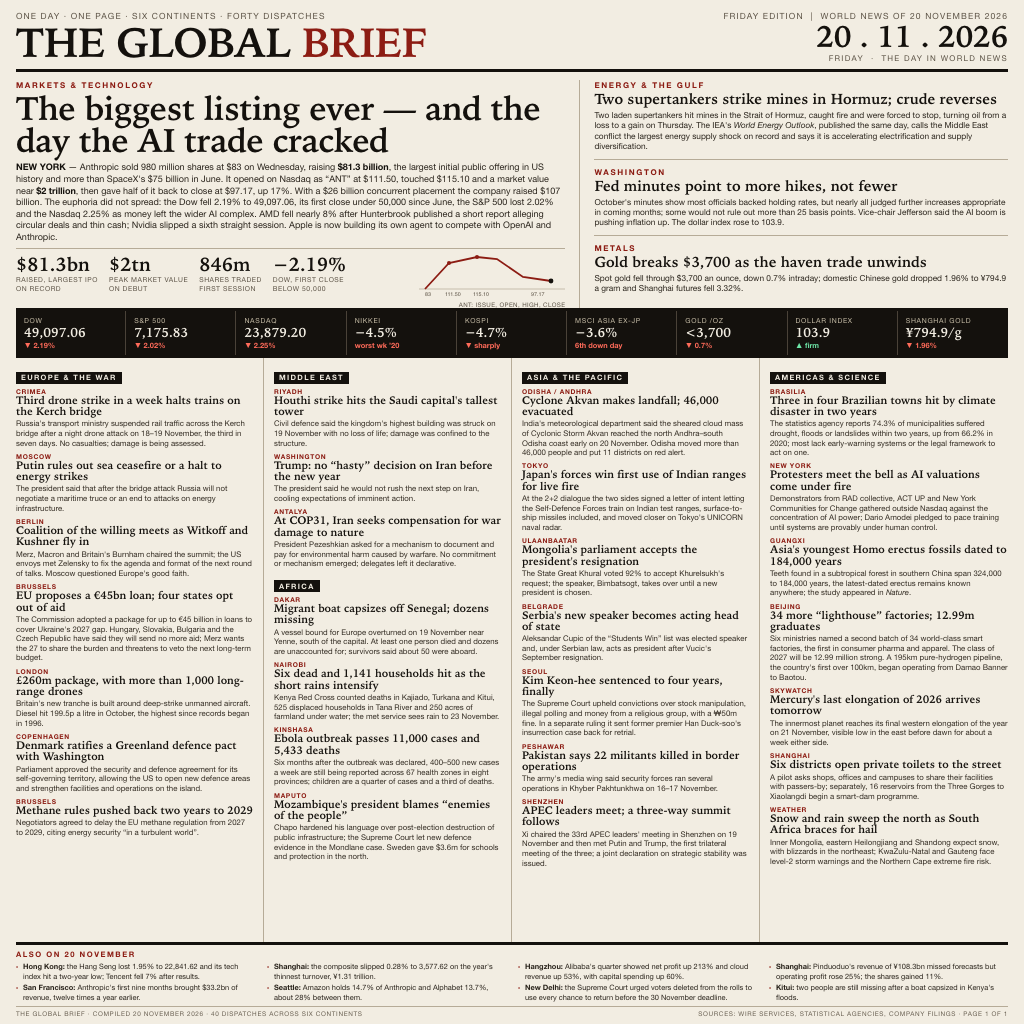 ONE DAY · ONE PAGE · SIX CONTINENTS · FORTY DISPATCHES
THE GLOBAL BRIEF
FRIDAY EDITION | WORLD NEWS OF 20 NOVEMBER 2026
20 . 11 . 2026
FRIDAY · THE DAY IN WORLD NEWS
MARKETS & TECHNOLOGY
The biggest listing ever — and the
day the AI trade cracked
NEW YORK — Anthropic sold 980 million shares at $83 on Wednesday, raising $81.3 billion, the largest initial public offering in US
history and more than SpaceX's $75 billion in June. It opened on Nasdaq as “ANT” at $111.50, touched $115.10 and a market value
near $2 trillion, then gave half of it back to close at $97.17, up 17%. With a $26 billion concurrent placement the company raised $107
billion. The euphoria did not spread: the Dow fell 2.19% to 49,097.06, its first close under 50,000 since June, the S&P 500 lost 2.02%
and the Nasdaq 2.25% as money left the wider AI complex. AMD fell nearly 8% after Hunterbrook published a short report alleging
circular deals and thin cash; Nvidia slipped a sixth straight session. Apple is now building its own agent to compete with OpenAI and
Anthropic.
$81.3bn
RAISED, LARGEST IPO
ON RECORD
$2tn
PEAK MARKET VALUE
ON DEBUT
846m
SHARES TRADED
FIRST SESSION
−2.19%
DOW, FIRST CLOSE
BELOW 50,000
83 111.50 115.10 97.17
ANT: ISSUE, OPEN, HIGH, CLOSE
ENERGY & THE GULF
Two supertankers strike mines in Hormuz; crude reverses
Two laden supertankers hit mines in the Strait of Hormuz, caught fire and were forced to stop, turning oil from a
loss to a gain on Thursday. The IEA's World Energy Outlook, published the same day, calls the Middle East
conflict the largest energy supply shock on record and says it is accelerating electrification and supply
diversification.
WASHINGTON
Fed minutes point to more hikes, not fewer
October's minutes show most officials backed holding rates, but nearly all judged further increases appropriate
in coming months; some would not rule out more than 25 basis points. Vice-chair Jefferson said the AI boom is
pushing inflation up. The dollar index rose to 103.9.
METALS
Gold breaks $3,700 as the haven trade unwinds
Spot gold fell through $3,700 an ounce, down 0.7% intraday; domestic Chinese gold dropped 1.96% to ¥794.9
a gram and Shanghai futures fell 3.32%.
DOW
49,097.06
▼ 2.19%
S&P 500
7,175.83
▼ 2.02%
NASDAQ
23,879.20
▼ 2.25%
NIKKEI
−4.5%
worst wk '20
KOSPI
−4.7%
▼ sharply
MSCI ASIA EX-JP
−3.6%
6th down day
GOLD /OZ
<3,700
▼ 0.7%
DOLLAR INDEX
103.9
▲ firm
SHANGHAI GOLD
¥794.9/g
▼ 1.96%
EUROPE & THE WAR
CRIMEA
Third drone strike in a week halts trains on
the Kerch bridge
Russia's transport ministry suspended rail traffic across the Kerch
bridge after a night drone attack on 18–19 November, the third in
seven days. No casualties; damage is being assessed.
MOSCOW
Putin rules out sea ceasefire or a halt to
energy strikes
The president said that after the bridge attack Russia will not
negotiate a maritime truce or an end to attacks on energy
infrastructure.
BERLIN
Coalition of the willing meets as Witkoff and
Kushner fly in
Merz, Macron and Britain's Burnham chaired the summit; the US
envoys met Zelensky to fix the agenda and format of the next round
of talks. Moscow questioned Europe's good faith.
BRUSSELS
EU proposes a €45bn loan; four states opt
out of aid
The Commission adopted a package for up to €45 billion in loans to
cover Ukraine's 2027 gap. Hungary, Slovakia, Bulgaria and the
Czech Republic have said they will send no more aid; Merz wants
the 27 to share the burden and threatens to veto the next long-term
budget.
LONDON
£260m package, with more than 1,000 long-
range drones
Britain's new tranche is built around deep-strike unmanned aircraft.
Diesel hit 199.5p a litre in October, the highest since records began
in 1996.
COPENHAGEN
Denmark ratifies a Greenland defence pact
with Washington
Parliament approved the security and defence agreement for its
self-governing territory, allowing the US to open new defence areas
and strengthen facilities and operations on the island.
BRUSSELS
Methane rules pushed back two years to 2029
Negotiators agreed to delay the EU methane regulation from 2027
to 2029, citing energy security “in a turbulent world”.
MIDDLE EAST
RIYADH
Houthi strike hits the Saudi capital's tallest
tower
Civil defence said the kingdom's highest building was struck on
19 November with no loss of life; damage was confined to the
structure.
WASHINGTON
Trump: no “hasty” decision on Iran before
the new year
The president said he would not rush the next step on Iran,
cooling expectations of imminent action.
ANTALYA
At COP31, Iran seeks compensation for war
damage to nature
President Pezeshkian asked for a mechanism to document and
pay for environmental harm caused by warfare. No commitment
or mechanism emerged; delegates left it declarative.
AFRICA
DAKAR
Migrant boat capsizes off Senegal; dozens
missing
A vessel bound for Europe overturned on 19 November near
Yenne, south of the capital. At least one person died and dozens
are unaccounted for; survivors said about 50 were aboard.
NAIROBI
Six dead and 1,141 households hit as the
short rains intensify
Kenya Red Cross counted deaths in Kajiado, Turkana and Kitui,
525 displaced households in Tana River and 250 acres of
farmland under water; the met service sees rain to 23 November.
KINSHASA
Ebola outbreak passes 11,000 cases and
5,433 deaths
Six months after the outbreak was declared, 400–500 new cases
a week are still being reported across 67 health zones in eight
provinces; children are a quarter of cases and a third of deaths.
MAPUTO
Mozambique's president blames “enemies
of the people”
Chapo hardened his language over post-election destruction of
public infrastructure; the Supreme Court let new defence
evidence in the Mondlane case. Sweden gave $3.6m for schools
and protection in the north.
ASIA & THE PACIFIC
ODISHA / ANDHRA
Cyclone Akvan makes landfall; 46,000
evacuated
India's meteorological department said the sheared cloud mass
of Cyclonic Storm Akvan reached the north Andhra–south
Odisha coast early on 20 November. Odisha moved more than
46,000 people and put 11 districts on red alert.
TOKYO
Japan's forces win first use of Indian ranges
for live fire
At the 2+2 dialogue the two sides signed a letter of intent letting
the Self-Defence Forces train on Indian test ranges, surface-to-
ship missiles included, and moved closer on Tokyo's UNICORN
naval radar.
ULAANBAATAR
Mongolia's parliament accepts the
president's resignation
The State Great Khural voted 92% to accept Khurelsukh's
request; the speaker, Bimbatsogt, takes over until a new
president is chosen.
BELGRADE
Serbia's new speaker becomes acting head
of state
Aleksandar Cupic of the “Students Win” list was elected speaker
and, under Serbian law, acts as president after Vucic's
September resignation.
SEOUL
Kim Keon-hee sentenced to four years,
finally
The Supreme Court upheld convictions over stock manipulation,
illegal polling and money from a religious group, with a ₩50m
fine. In a separate ruling it sent former premier Han Duck-soo's
insurrection case back for retrial.
PESHAWAR
Pakistan says 22 militants killed in border
operations
The army's media wing said security forces ran several
operations in Khyber Pakhtunkhwa on 16–17 November.
SHENZHEN
APEC leaders meet; a three-way summit
follows
Xi chaired the 33rd APEC leaders' meeting in Shenzhen on 19
November and then met Putin and Trump, the first trilateral
meeting of the three; a joint declaration on strategic stability was
issued.
AMERICAS & SCIENCE
BRASILIA
Three in four Brazilian towns hit by climate
disaster in two years
The statistics agency reports 74.3% of municipalities suffered
drought, floods or landslides within two years, up from 66.2% in
2020; most lack early-warning systems or the legal framework to
act on one.
NEW YORK
Protesters meet the bell as AI valuations
come under fire
Demonstrators from RAD collective, ACT UP and New York
Communities for Change gathered outside Nasdaq against the
concentration of AI power; Dario Amodei pledged to pace training
until systems are provably under human control.
GUANGXI
Asia's youngest Homo erectus fossils dated to
184,000 years
Teeth found in a subtropical forest in southern China span 324,000
to 184,000 years, the latest-dated erectus remains known
anywhere; the study appeared in Nature.
BEIJING
34 more “lighthouse” factories; 12.99m
graduates
Six ministries named a second batch of 34 world-class smart
factories, the first in consumer pharma and apparel. The class of
2027 will be 12.99 million strong. A 195km pure-hydrogen pipeline,
the country's first over 100km, began operating from Damao Banner
to Baotou.
SKYWATCH
Mercury's last elongation of 2026 arrives
tomorrow
The innermost planet reaches its final western elongation of the year
on 21 November, visible low in the east before dawn for about a
week either side.
SHANGHAI
Six districts open private toilets to the street
A pilot asks shops, offices and campuses to share their facilities
with passers-by; separately, 16 reservoirs from the Three Gorges to
Xiaolangdi began a smart-dam programme.
WEATHER
Snow and rain sweep the north as South
Africa braces for hail
Inner Mongolia, eastern Heilongjiang and Shandong expect snow,
with blizzards in the northeast; KwaZulu-Natal and Gauteng face
level-2 storm warnings and the Northern Cape extreme fire risk.
ALSO ON 20 NOVEMBER
· Hong Kong: the Hang Seng lost 1.95% to 22,841.62 and its tech
index hit a two-year low; Tencent fell 7% after results.
· San Francisco: Anthropic's first nine months brought $33.2bn of
revenue, twelve times a year earlier.
· Shanghai: the composite slipped 0.28% to 3,577.62 on the year's
thinnest turnover, ¥1.31 trillion.
· Seattle: Amazon holds 14.7% of Anthropic and Alphabet 13.7%,
about 28% between them.
· Hangzhou: Alibaba's quarter showed net profit up 213% and cloud
revenue up 53%, with capital spending up 60%.
· New Delhi: the Supreme Court urged voters deleted from the rolls to
use every chance to return before the 30 November deadline.
· Shanghai: Pinduoduo's revenue of ¥108.3bn missed forecasts but
operating profit rose 25%; the shares gained 11%.
· Kitui: two people are still missing after a boat capsized in Kenya's
floods.
THE GLOBAL BRIEF · COMPILED 20 NOVEMBER 2026 · 40 DISPATCHES ACROSS SIX CONTINENTS
SOURCES: WIRE SERVICES, STATISTICAL AGENCIES, COMPANY FILINGS · PAGE 1 OF 1